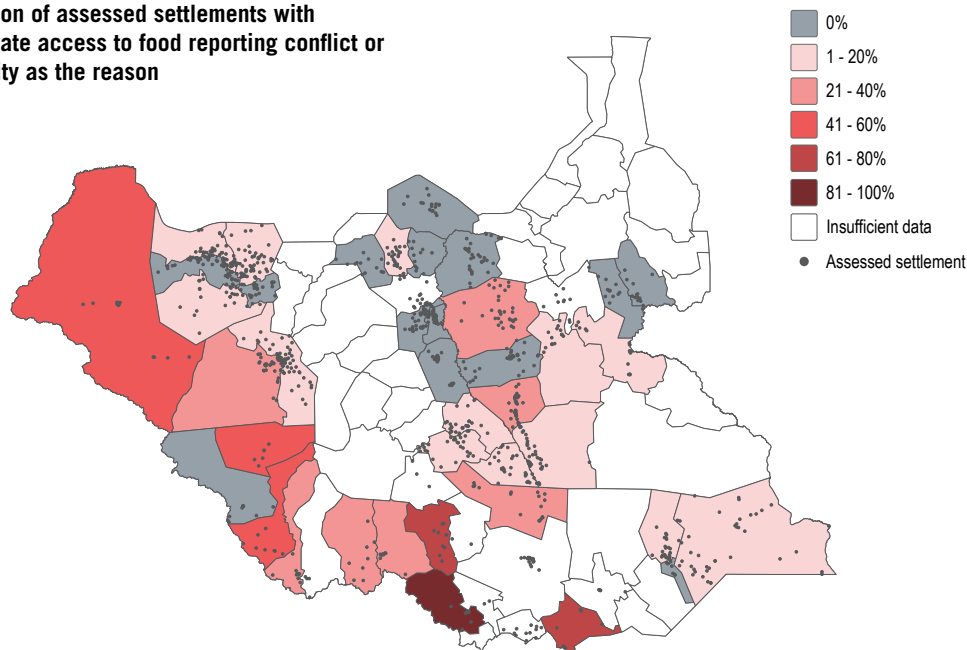 on of assessed settlements with
ate access to food reporting conflict or
ity as the reason
0%
1 - 20%
21 - 40%
41 - 60%
61 - 80%
81 - 100%
Insufficient data
Assessed settlement